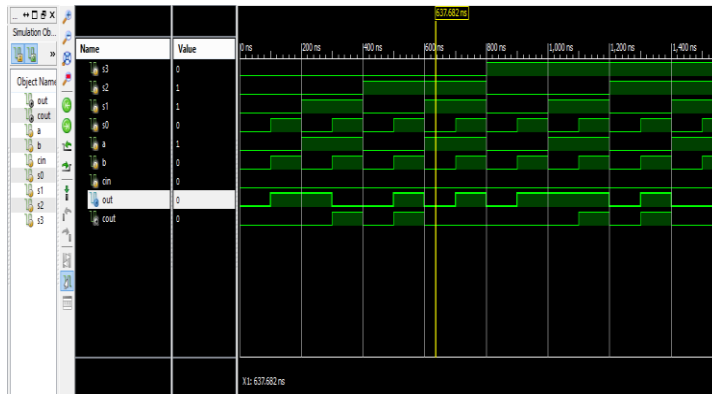 637.682 ns
Simulation Ob...
»
Object Name
out
cout
a
b
cin
s0
s1
s2
s3
Name Value
s3 0
s2 1
s1 1
s0 0
a 1
b 0
cin 0
out 0
cout 0
0 ns 200 ns 400 ns 600 ns 800 ns 1,000 ns 1,200 ns 1,400 ns
X1: 637.682 ns